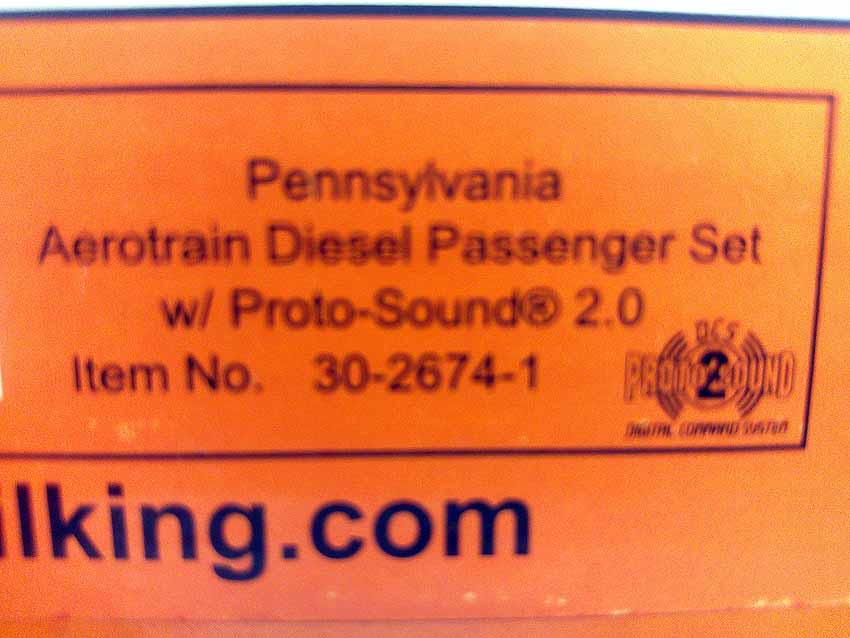 Pennsylvania
Aerotrain Diesel Passenger Set
w/ Proto-Sound® 2.0
Item No. 30-2674-1
DCS
PROTO 2 SOUND
DIGITAL COMMAND SYSTEM
ilking.com